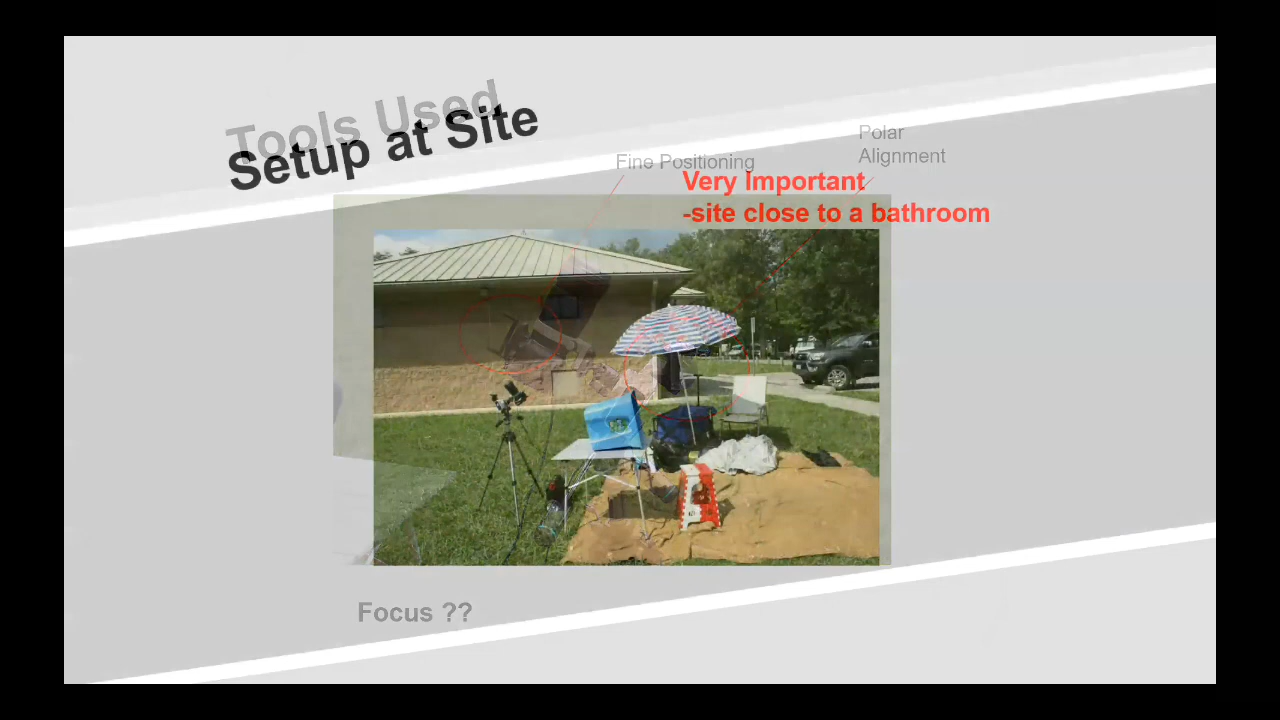 Tools Used
Setup at Site
Fine Positioning
Polar
Alignment
Very Important
-site close to a bathroom
Focus ??